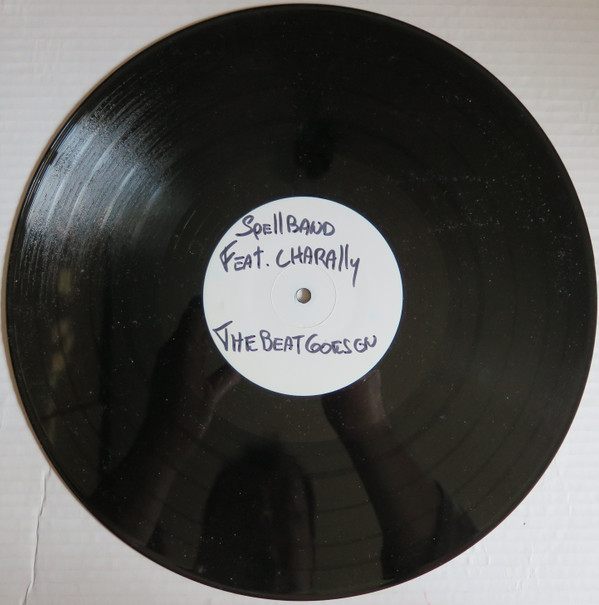 SpellBAND
FEAT. CHARAlly
THE BEAT GOES ON